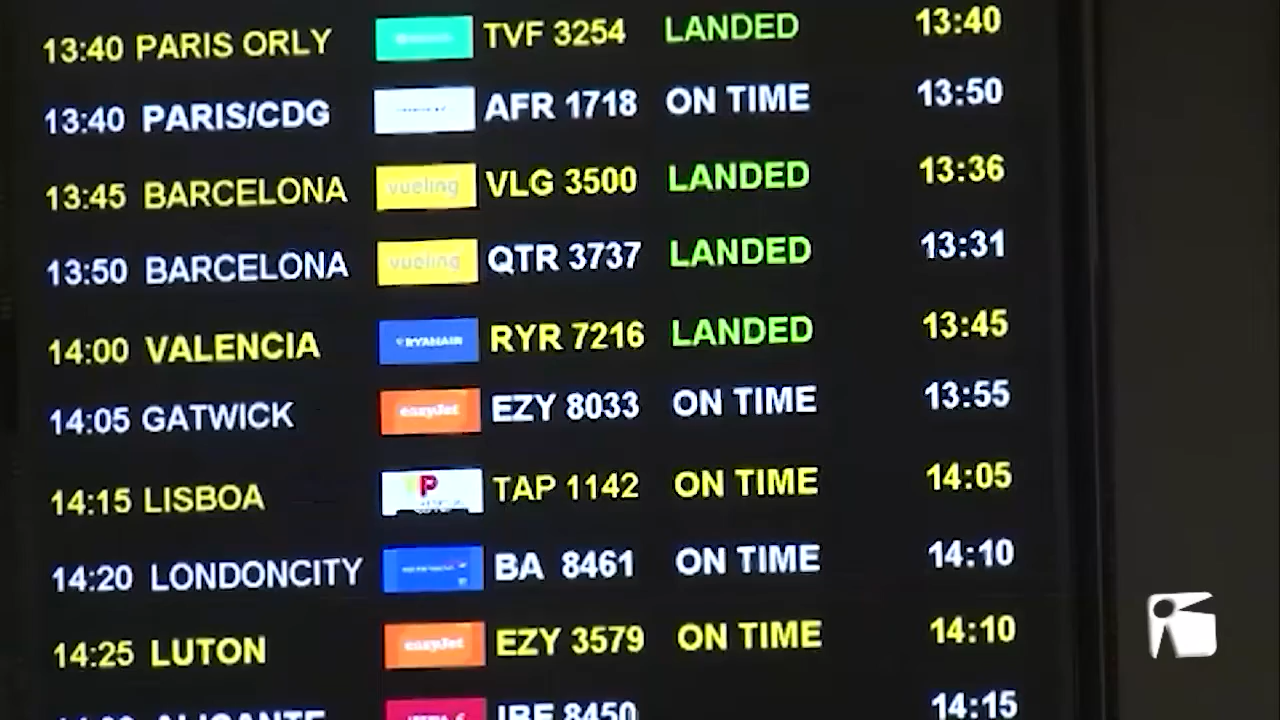 13:40 PARIS ORLY TVF 3254 LANDED 13:40
13:40 PARIS/CDG AFR 1718 ON TIME 13:50
13:45 BARCELONA vueling VLG 3500 LANDED 13:36
13:50 BARCELONA vueling QTR 3737 LANDED 13:31
14:00 VALENCIA RYANAIR RYR 7216 LANDED 13:45
14:05 GATWICK easyJet EZY 8033 ON TIME 13:55
14:15 LISBOA TP TAP 1142 ON TIME 14:05
14:20 LONDONCITY BA 8461 ON TIME 14:10
14:25 LUTON easyJet EZY 3579 ON TIME 14:10
ALICANTE IBE 8450 14:15